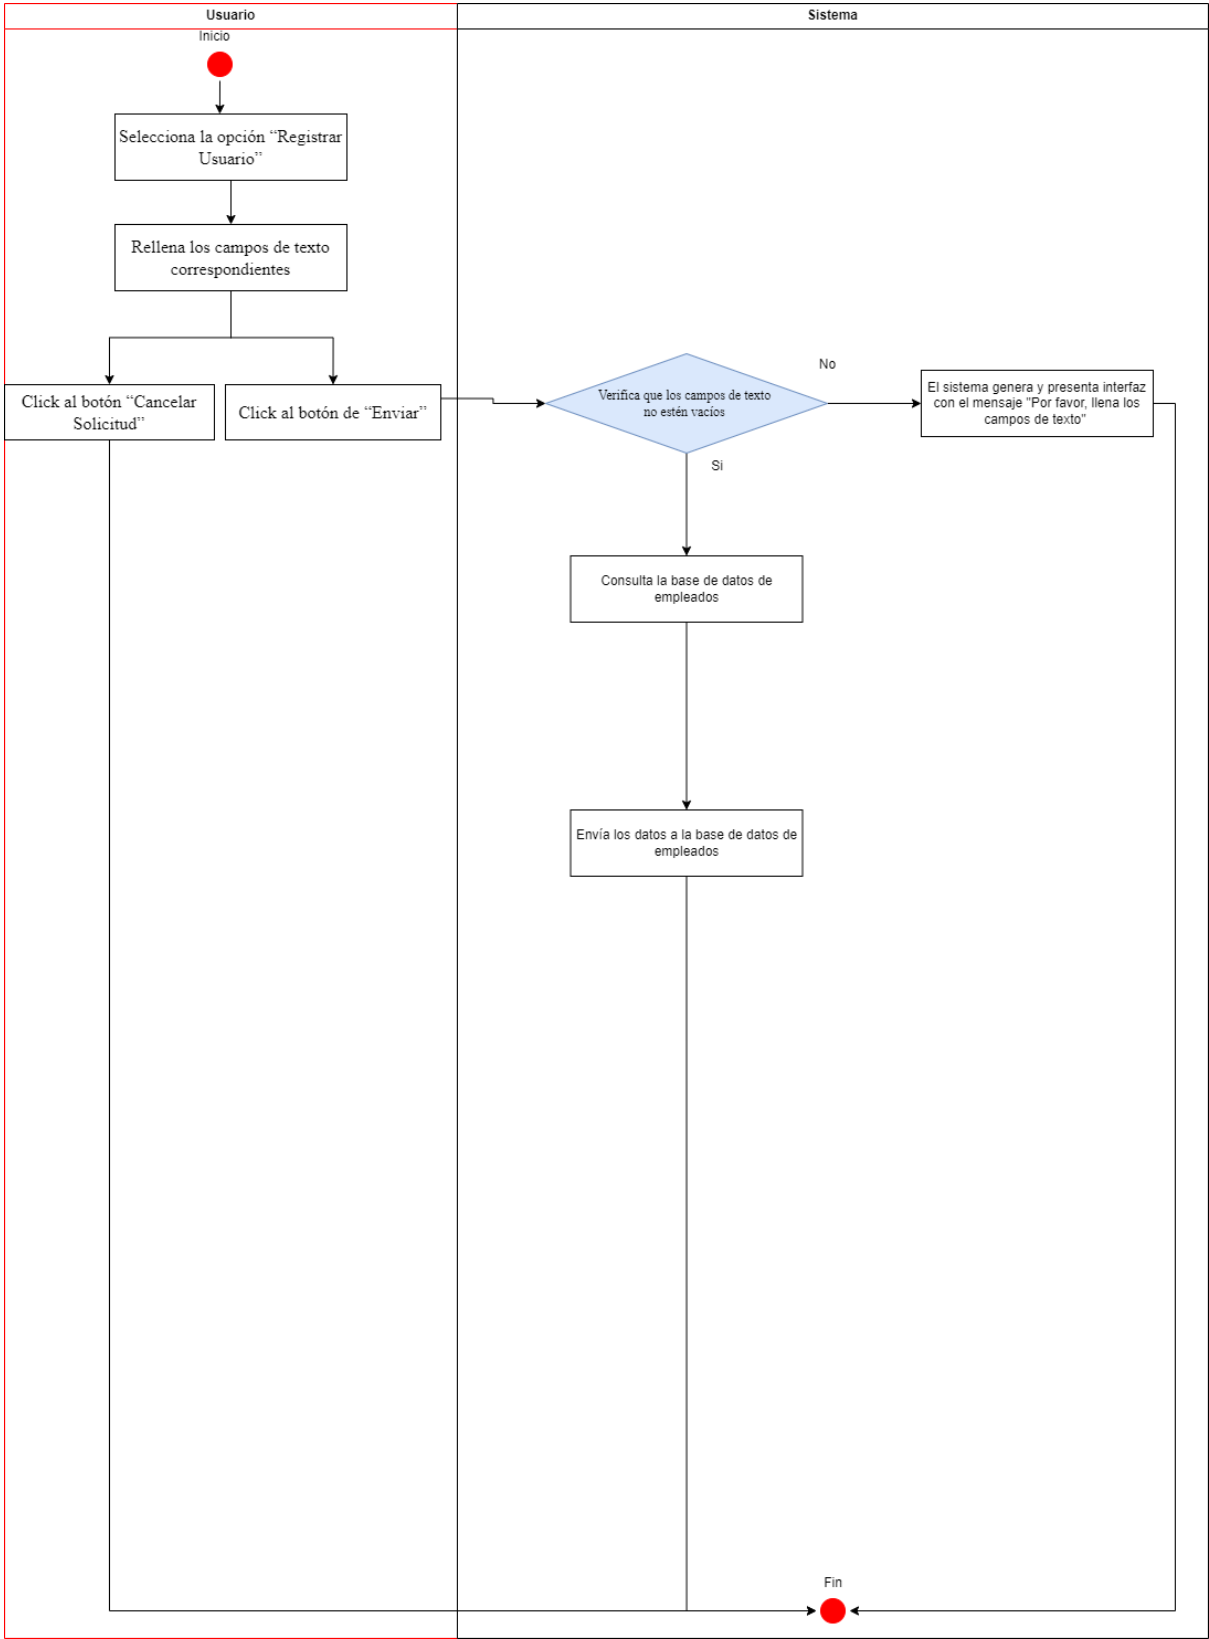 Usuario
Sistema
Inicio
Selecciona la opción “Registrar
Usuario”
Rellena los campos de texto
correspondientes
Click al botón “Cancelar
Solicitud”
Click al botón de “Enviar”
Verifica que los campos de texto
no estén vacíos
No
El sistema genera y presenta interfaz
con el mensaje "Por favor, llena los
campos de texto"
Si
Consulta la base de datos de
empleados
Envía los datos a la base de datos de
empleados
Fin